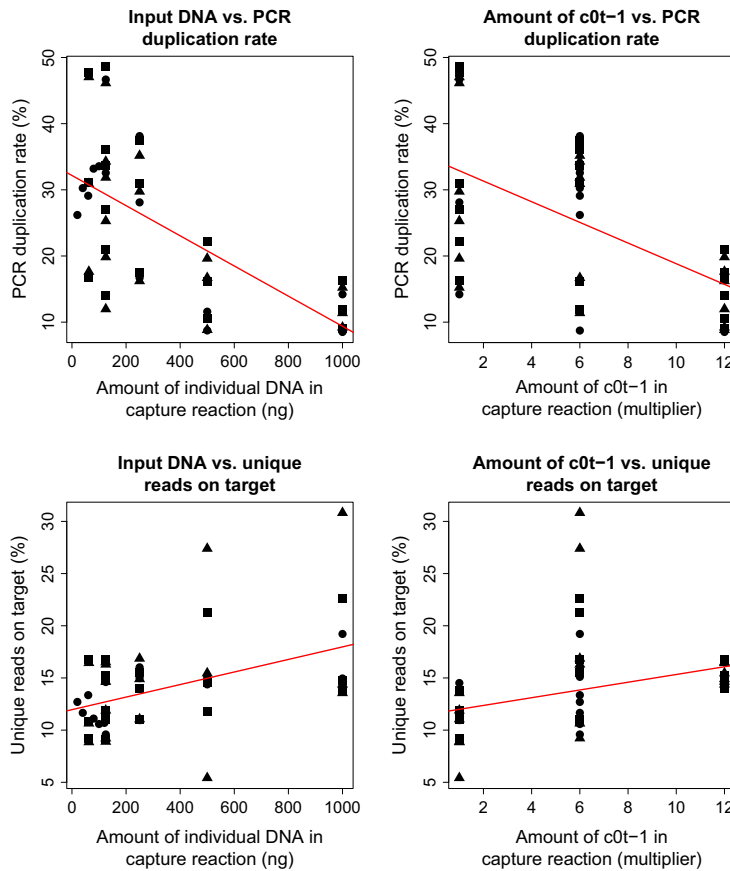 Input DNA vs. PCR
duplication rate
50
40
30
20
10
PCR duplication rate (%)
0 200 400 600 800 1000
Amount of individual DNA in
capture reaction (ng)
Amount of c0t−1 vs. PCR
duplication rate
50
40
30
20
10
PCR duplication rate (%)
2 4 6 8 10 12
Amount of c0t−1 in
capture reaction (multiplier)
Input DNA vs. unique
reads on target
30
25
20
15
10
5
Unique reads on target (%)
0 200 400 600 800 1000
Amount of individual DNA in
capture reaction (ng)
Amount of c0t−1 vs. unique
reads on target
30
25
20
15
10
5
Unique reads on target (%)
2 4 6 8 10 12
Amount of c0t−1 in
capture reaction (multiplier)